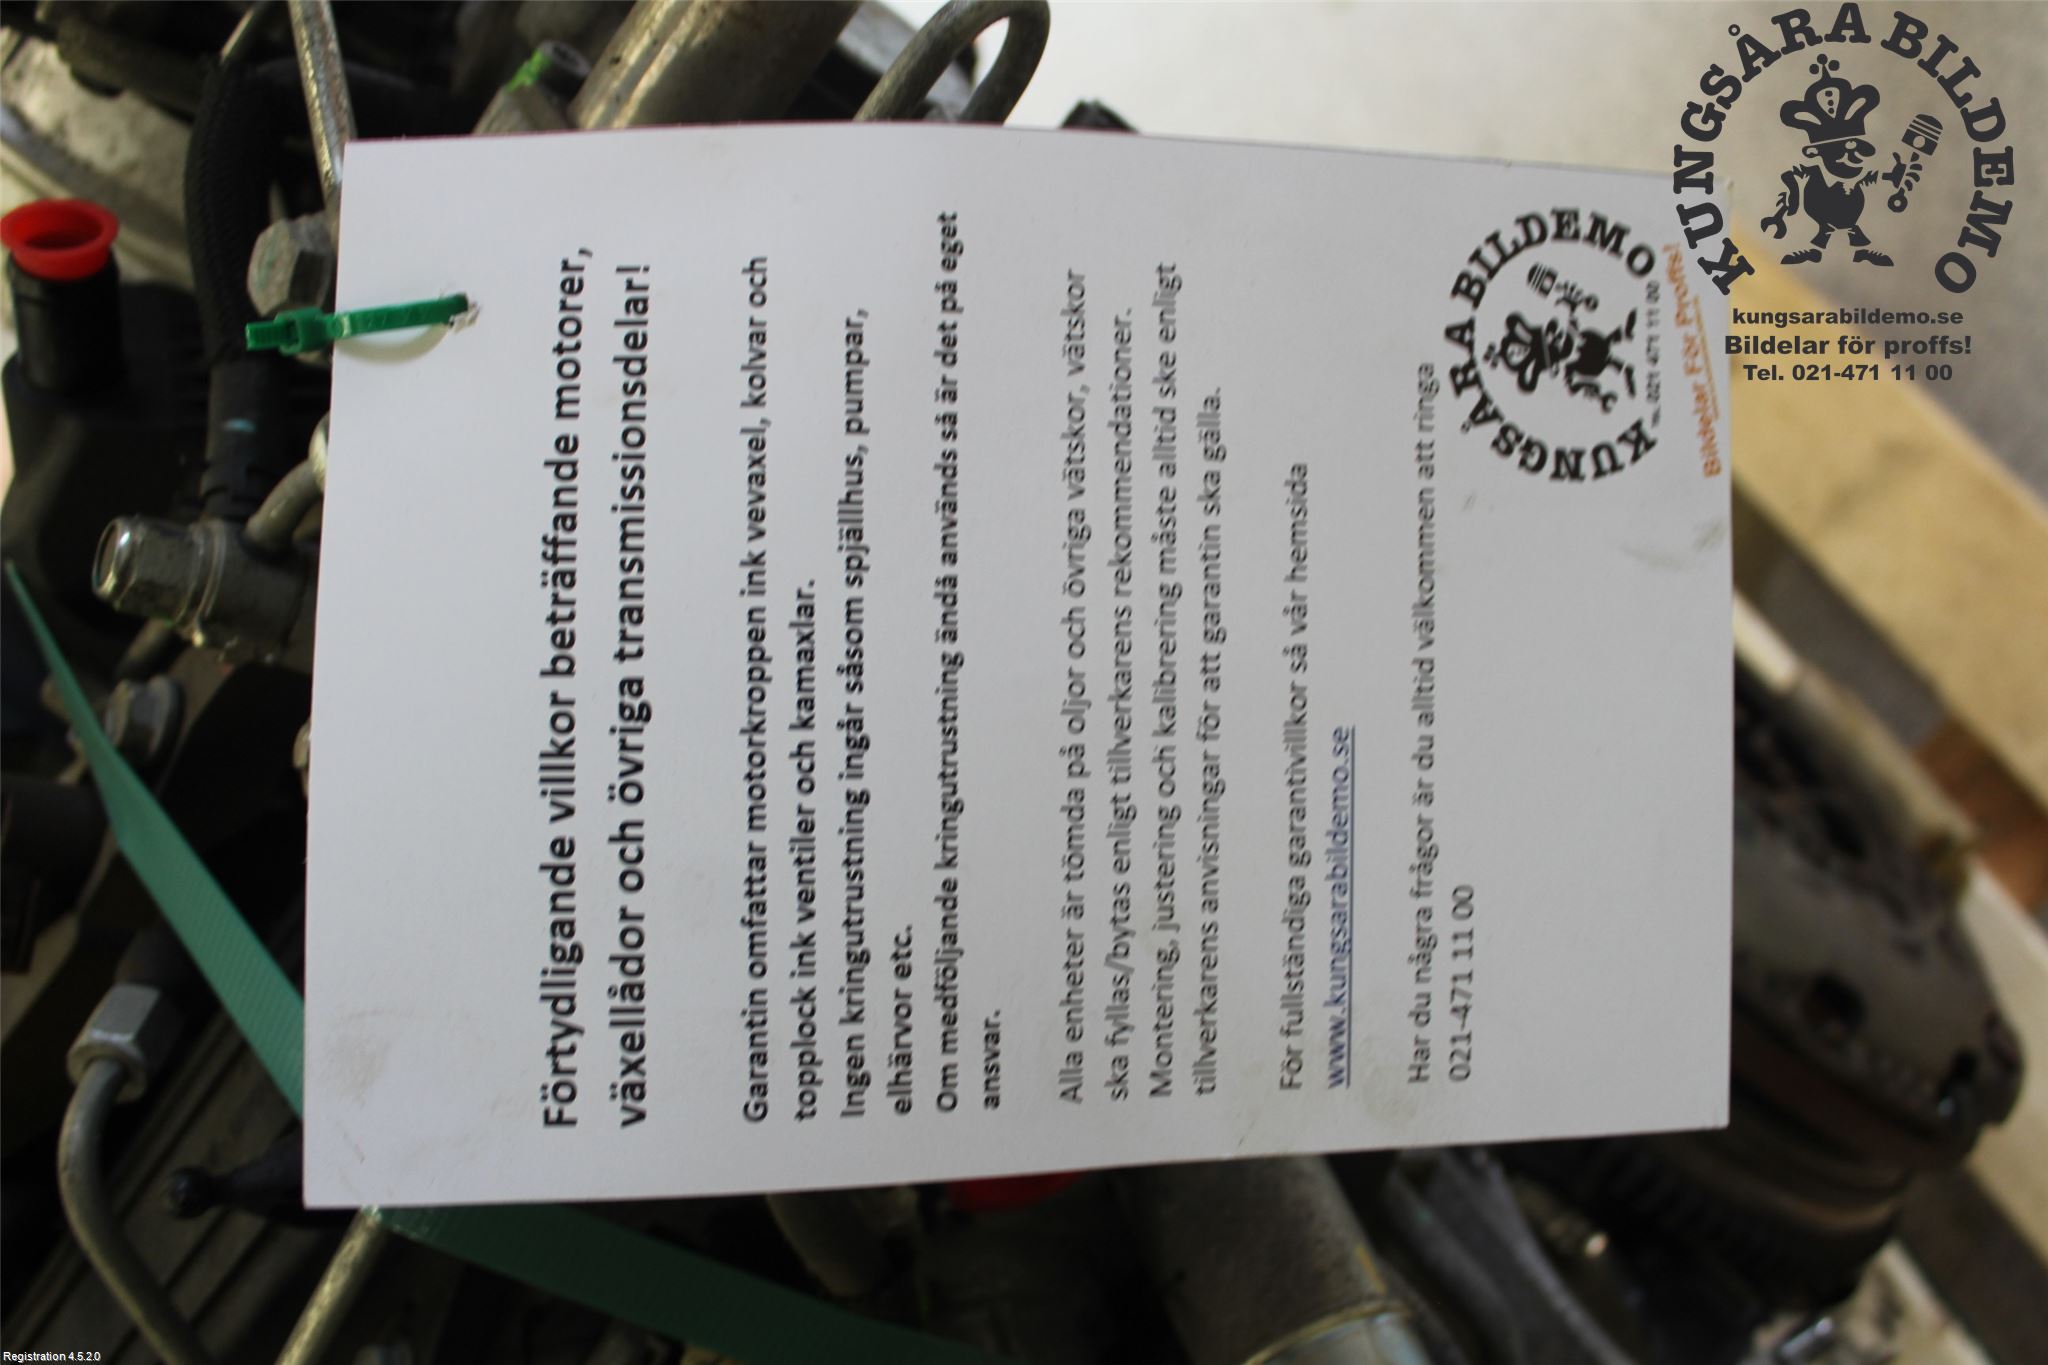 Förtydligande villkor beträffande motorer,
växellådor och övriga transmissionsdelar!
Garantin omfattar motorkroppen ink vevaxel, kolvar och
topplock ink ventiler och kamaxlar.
Ingen kringutrustning ingår såsom spjällhus, pumpar,
elhärvor etc.
Om medföljande kringutrustning ändå används så är det på eget
ansvar.
Alla enheter är tömda på oljor och övriga vätskor, vätskor
ska fyllas/bytas enligt tillverkarens rekommendationer.
Montering, justering och kalibrering måste alltid ske enligt
tillverkarens anvisningar för att garantin ska gälla.
För fullständiga garantivillkor så vår hemsida
www.kungsarabildemo.se
Har du några frågor är du alltid välkommen att ringa
021-471 11 00
KUNGSÅRA BILDEMO
Tel. 021 471 11 00
Bildelar För Proffs!
KUNGSÅRA BILDEMO
kungsarabildemo.se
Bildelar för proffs!
Tel. 021-471 11 00
Registration 4.5.2.0